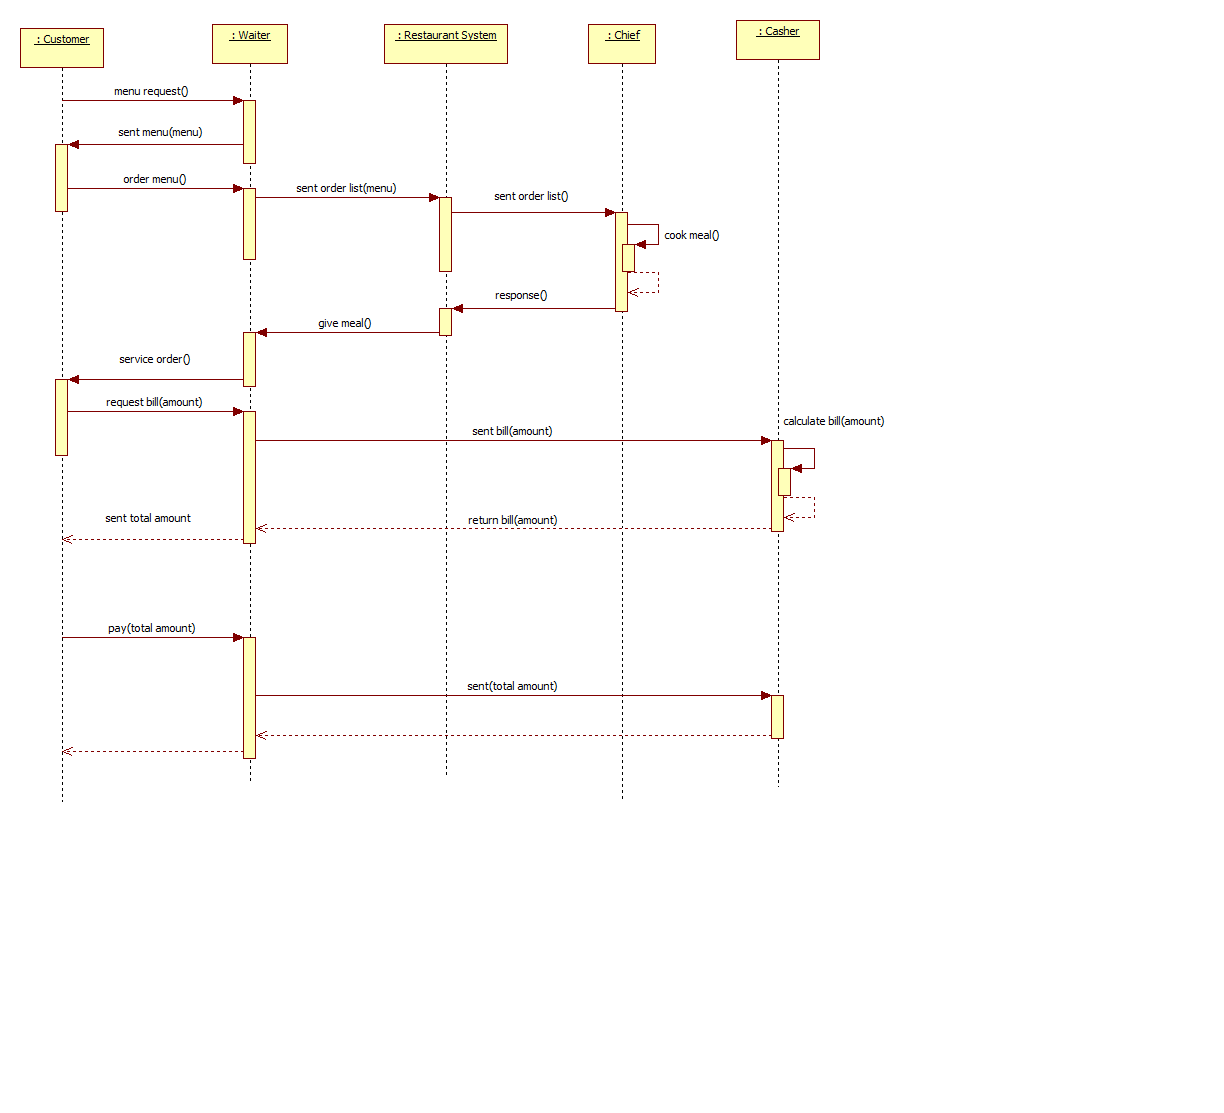 : Customer
: Waiter
: Restaurant System
: Chief
: Casher
menu request()
sent menu(menu)
order menu()
sent order list(menu)
sent order list()
cook meal()
response()
give meal()
service order()
request bill(amount)
calculate bill(amount)
sent bill(amount)
sent total amount
return bill(amount)
pay(total amount)
sent(total amount)